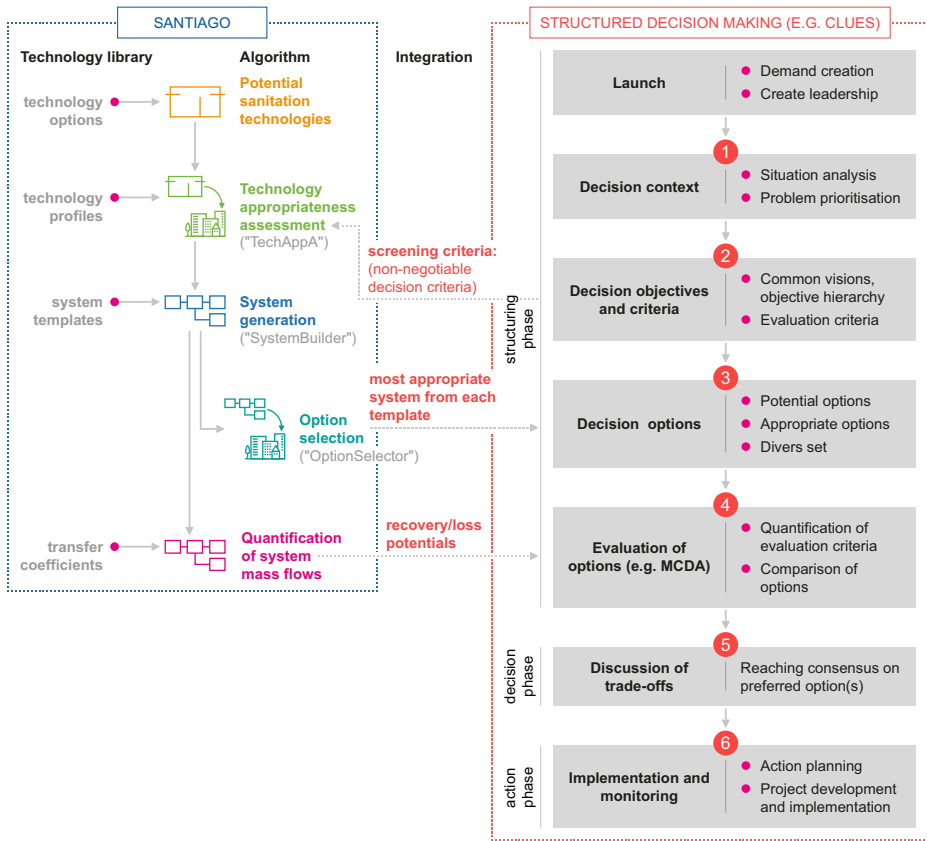 SANTIAGO
Technology library
Algorithm
technology
options
Potential
sanitation
technologies
technology
profiles
Technology
appropriateness
assessment
("TechAppA")
system
templates
System
generation
("SystemBuilder")
Option
selection
("OptionSelector")
transfer
coefficients
Quantification
of system
mass flows
Integration
screening criteria:
(non-negotiable
decision criteria)
most appropriate
system from each
template
recovery/loss
potentials
STRUCTURED DECISION MAKING (E.G. CLUES)
structuring
phase
Launch
Demand creation
Create leadership
1
Decision context
Situation analysis
Problem prioritisation
2
Decision objectives
and criteria
Common visions,
objective hierarchy
Evaluation criteria
3
Decision options
Potential options
Appropriate options
Divers set
4
Evaluation of
options (e.g. MCDA)
Quantification of
evaluation criteria
Comparison of
options
decision
phase
5
Discussion of
trade-offs
Reaching consensus on
preferred option(s)
action
phase
6
Implementation and
monitoring
Action planning
Project development
and implementation